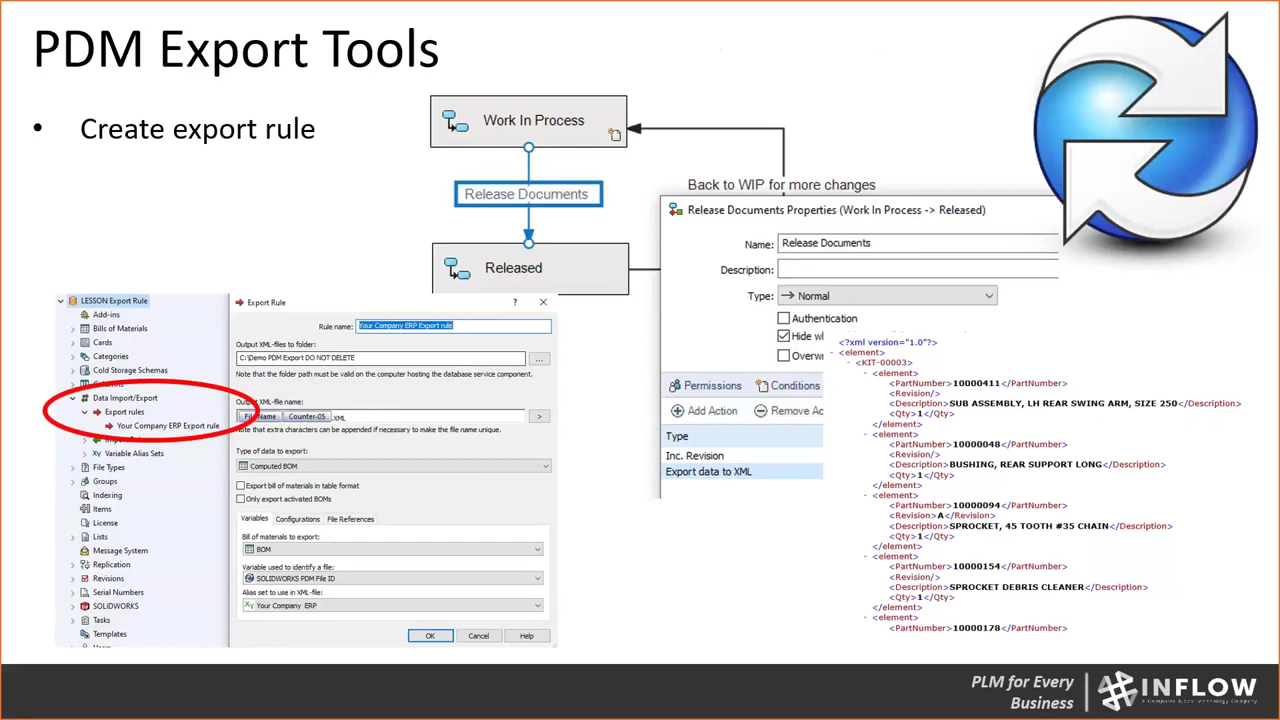 PDM Export Tools
• Create export rule
Work In Process
Release Documents
Released
Back to WIP for more changes
Release Documents Properties (Work In Process -> Released)
Name: Release Documents
Description:
Type: Normal
Authentication
Hide wh
Overw
Permissions Conditions
Add Action Remove Ac
Type
Inc. Revision
Export data to XML
<?xml version="1.0"?>
- <element>
- <KIT-00003>
- <element>
<PartNumber>10000411</PartNumber>
<Revision/>
<Description>SUB ASSEMBLY, LH REAR SWING ARM, SIZE 250</Description>
<Qty>1</Qty>
</element>
- <element>
<PartNumber>10000048</PartNumber>
<Revision/>
<Description>BUSHING, REAR SUPPORT LONG</Description>
<Qty>1</Qty>
</element>
- <element>
<PartNumber>10000094</PartNumber>
<Revision>A</Revision>
<Description>SPROCKET, 45 TOOTH #35 CHAIN</Description>
<Qty>1</Qty>
</element>
- <element>
<PartNumber>10000154</PartNumber>
<Revision/>
<Description>SPROCKET DEBRIS CLEANER</Description>
<Qty>1</Qty>
</element>
- <element>
<PartNumber>10000178</PartNumber>
LESSON Export Rule
Add-ins
Bills of Materials
Cards
Categories
Cold Storage Schemas
Columns
Data Import/Export
Export rules
Your Company ERP Export rule
Variable Alias Sets
File Types
Groups
Indexing
Items
License
Lists
Message System
Replication
Revisions
Serial Numbers
SOLIDWORKS
Tasks
Templates
Export Rule ?
Rule name: Your Company ERP Export rule
Output XML-files to folder:
C:\Demo PDM Export DO NOT DELETE
...
Note that the folder path must be valid on the computer hosting the database service component.
Output XML-file name:
File Name Counter-05 .XML
>
Note that extra characters can be appended if necessary to make the file name unique.
Type of data to export:
Computed BOM
Export bill of materials in table format
Only export activated BOMs
Variables Configurations File References
Bill of materials to export:
BOM
Variable used to identify a file:
SOLIDWORKS PDM File ID
Alias set to use in XML-file:
Your Company ERP
OK Cancel Help
PLM for Every
Business
INFLOW